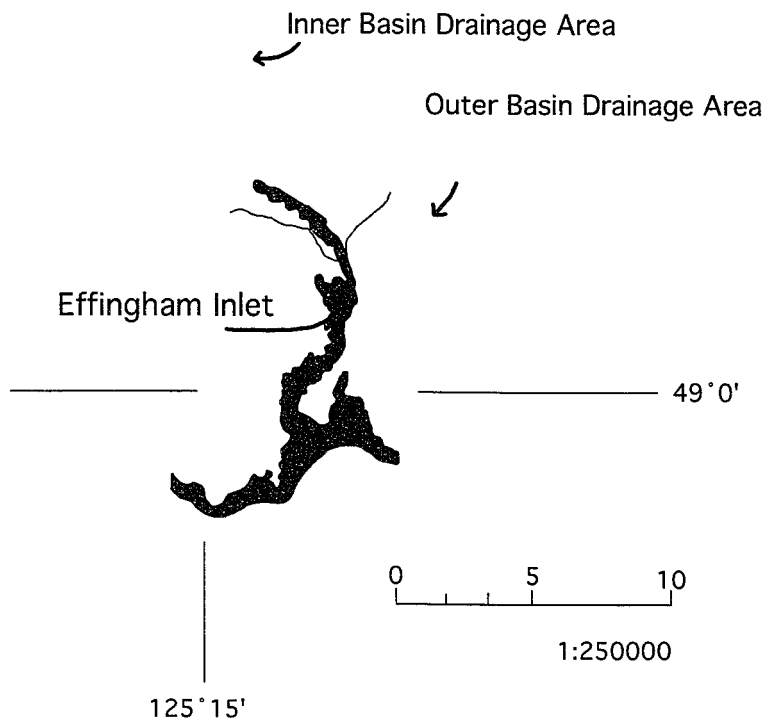 Inner Basin Drainage Area
Outer Basin Drainage Area
Effingham Inlet
49°0'
0 5 10
1:250000
125°15'